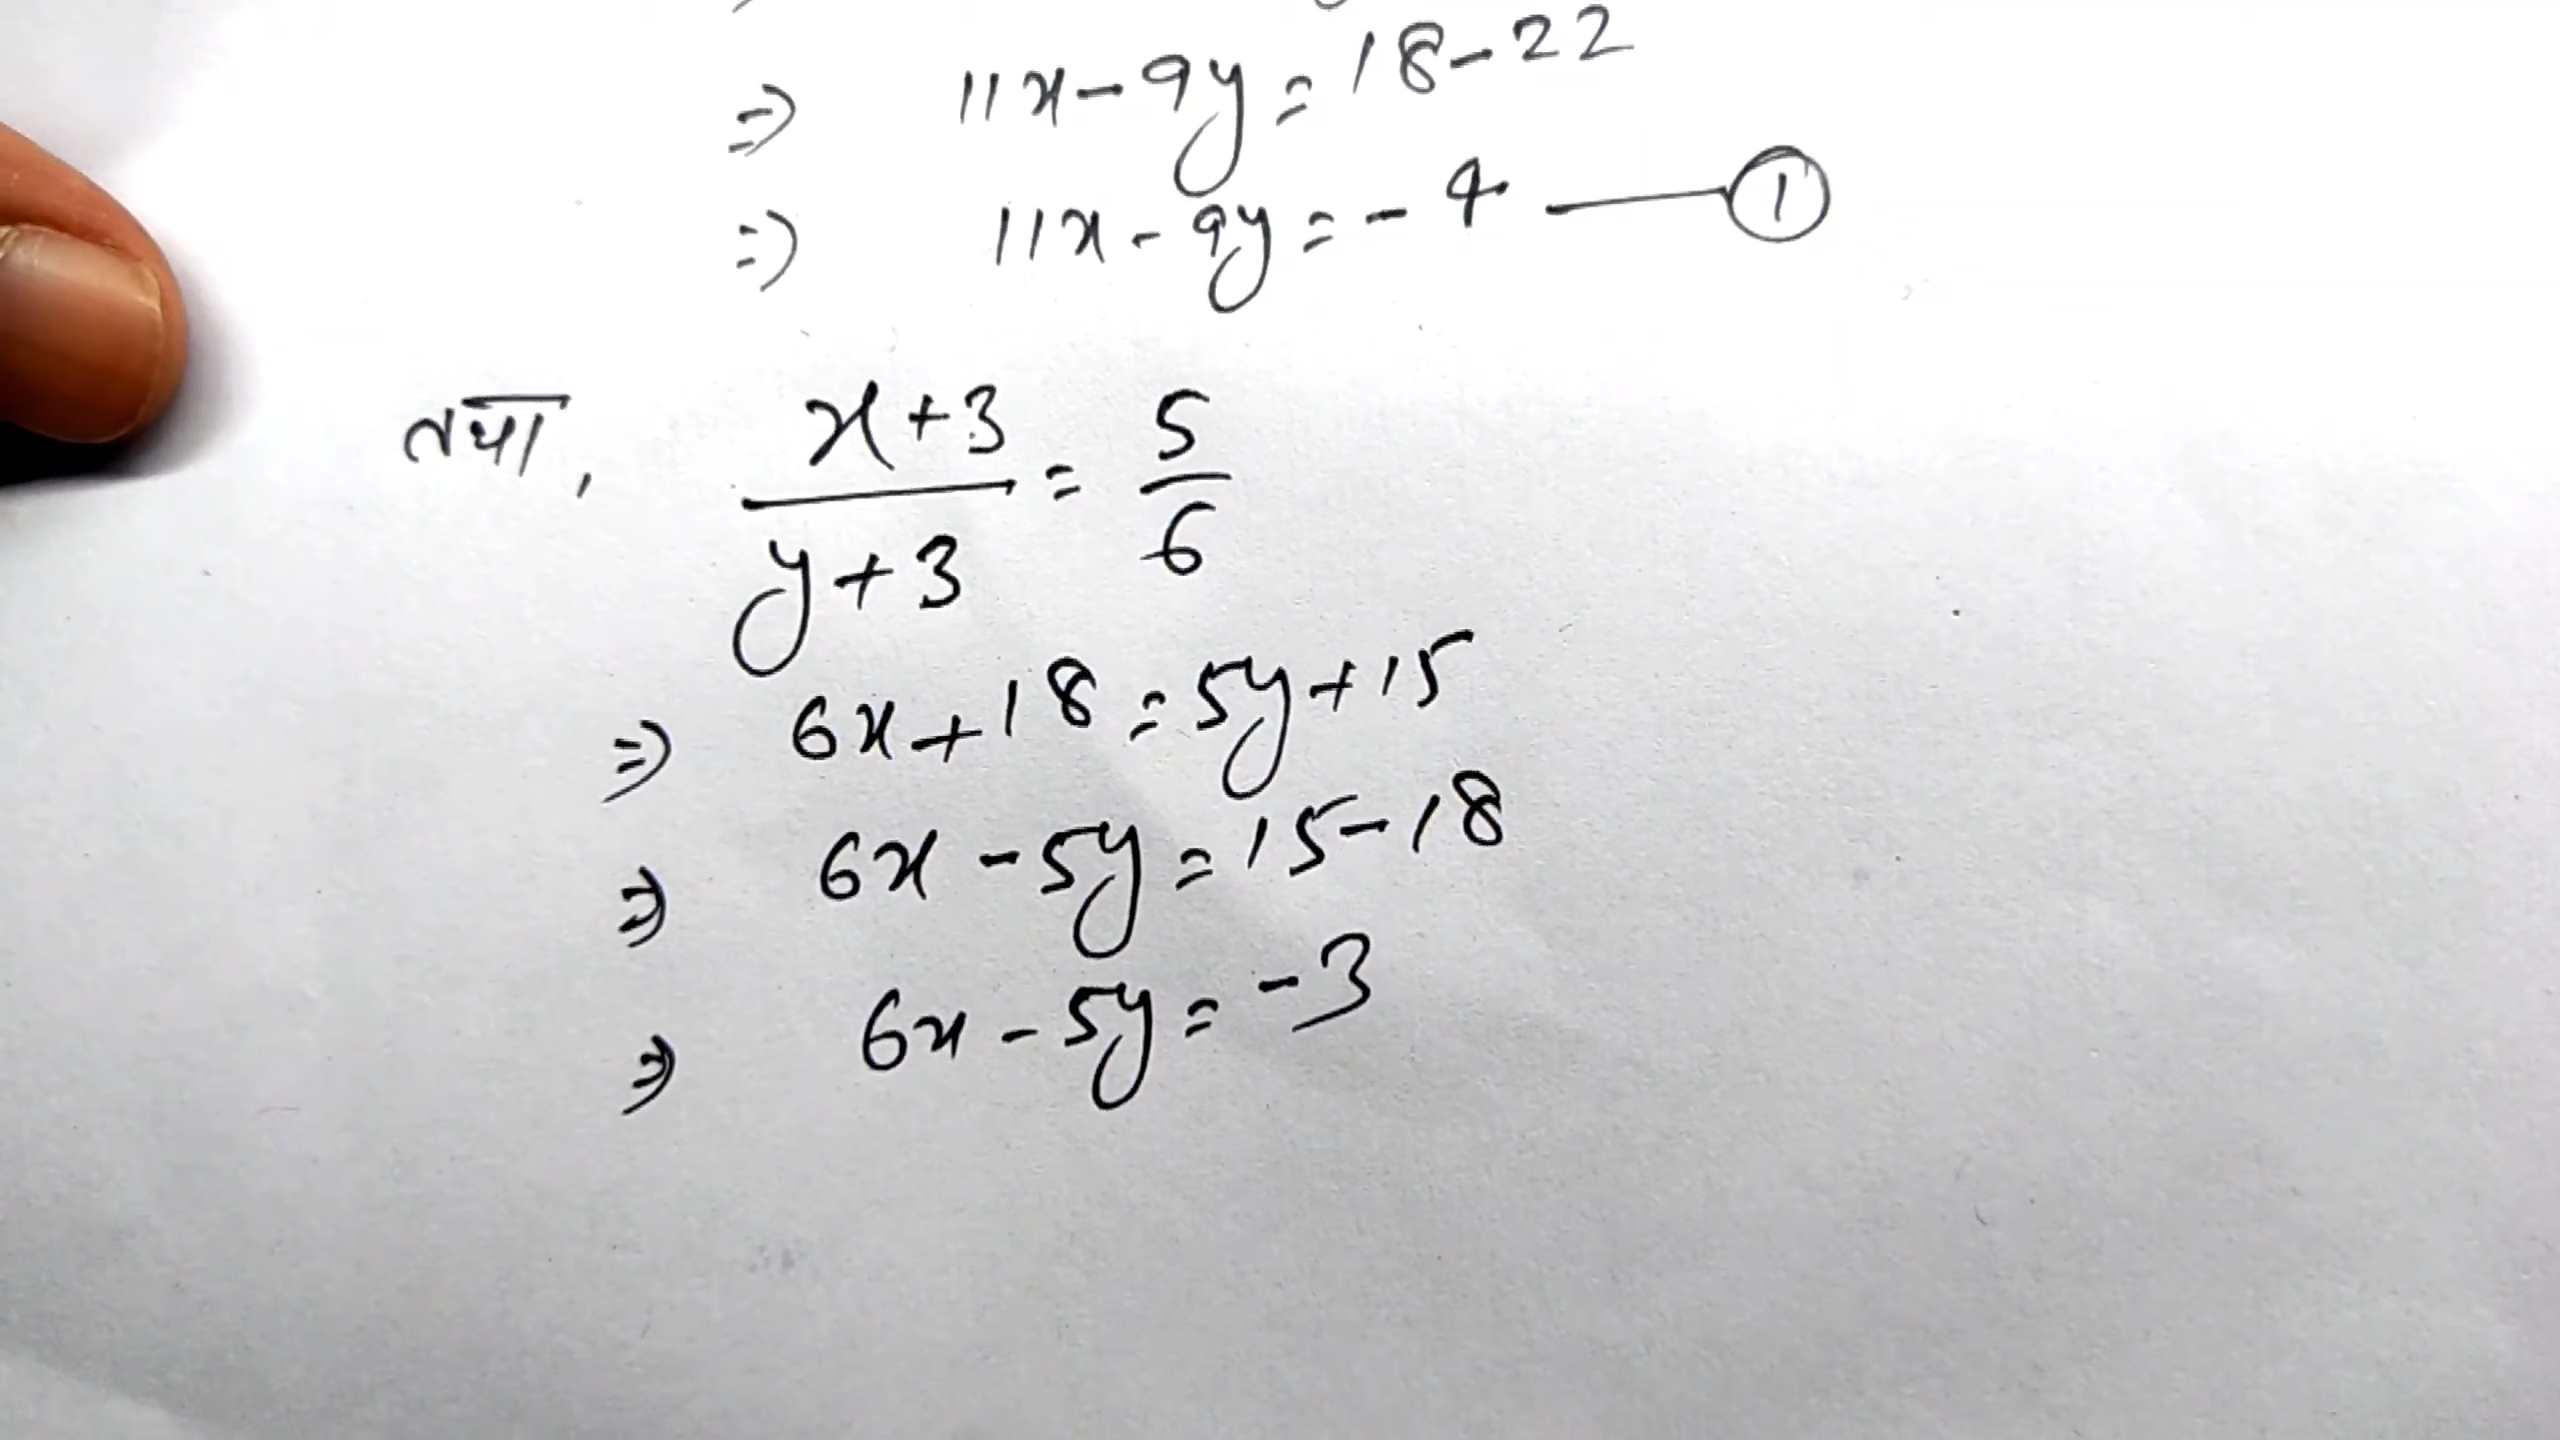 ⇒ 11x - 9y = 18 - 22
⇒ 11x - 9y = - 4 —— ①
तथा, x+3/y+3 = 5/6
⇒ 6x + 18 = 5y + 15
⇒ 6x - 5y = 15 - 18
⇒ 6x - 5y = -3